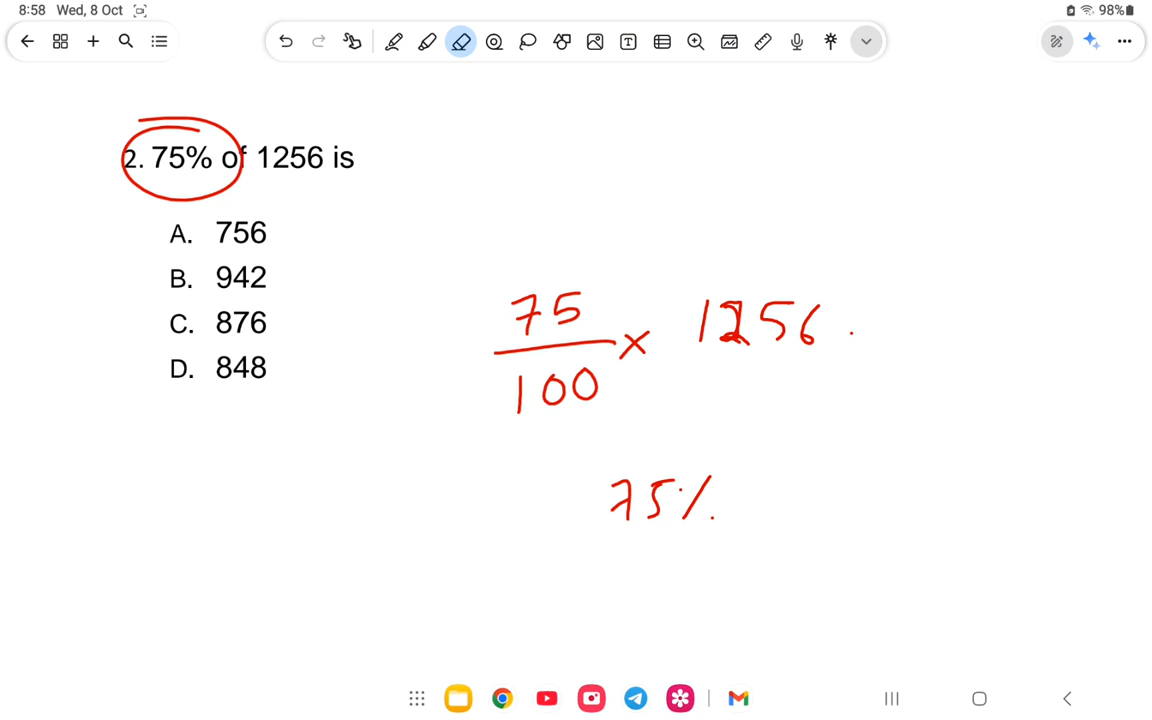 8:58 Wed, 8 Oct 98%
2. 75% of 1256 is
A. 756
B. 942
C. 876
D. 848
75
100 × 1256.
75%